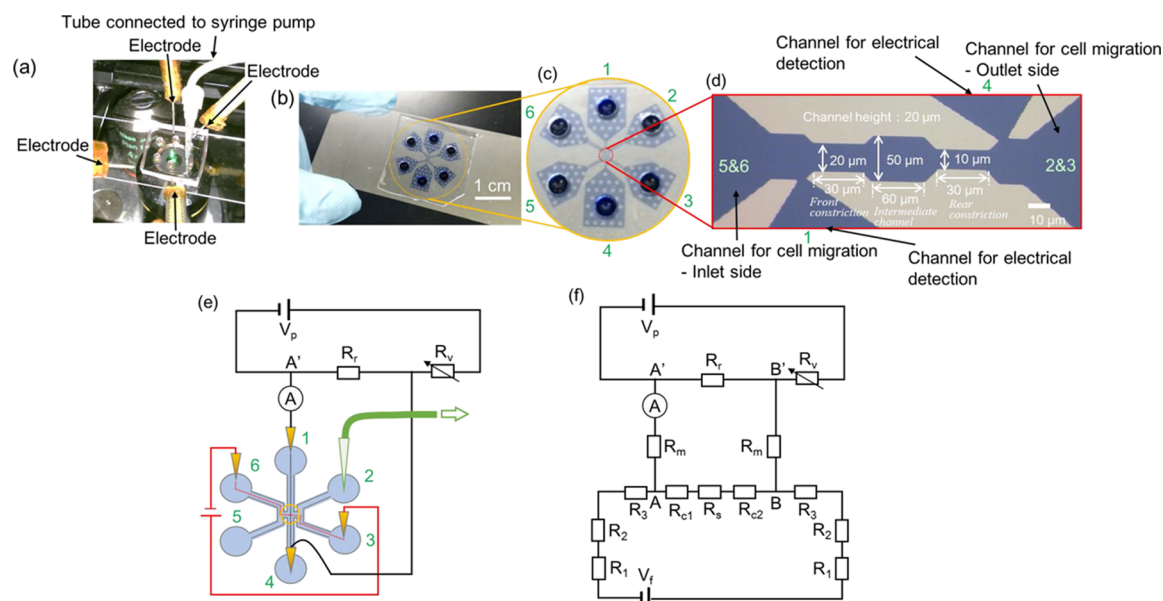 Tube connected to syringe pump
(a)
Electrode
Electrode
Electrode
Electrode
(b)
1 cm
(c)
1
2
3
4
5
6
(d)
Channel for electrical
detection
Channel for cell migration
- Outlet side
4
Channel height : 20 μm
5&6
20 μm
50 μm
10 μm
2&3
30 μm
60 μm
30 μm
Front
constriction
Intermediate
channel
Rear
constriction
10 μm
1
Channel for cell migration
- Inlet side
Channel for electrical
detection
(e)
Vp
A'
Rr
Rv
A
1
2
3
4
5
6
(f)
Vp
A'
Rr
B'
Rv
A
Rm
Rm
R3
A
Rc1
Rs
Rc2
B
R3
R2
R2
R1
Vf
R1